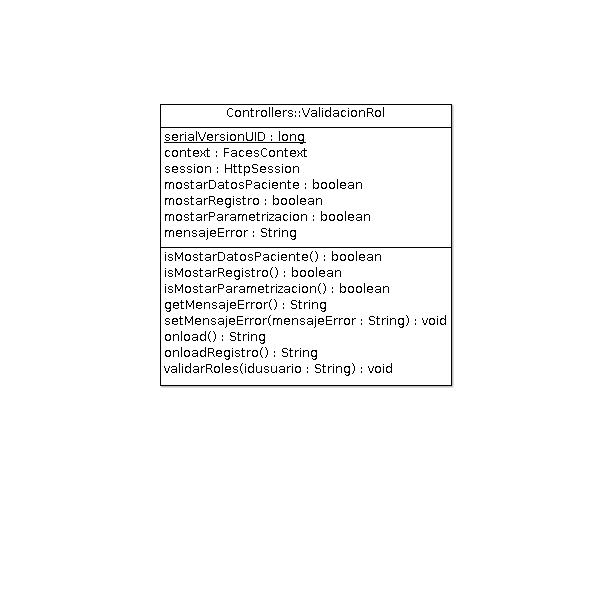 Controllers::ValidacionRol
serialVersionUID : long
context : FacesContext
session : HttpSession
mostarDatosPaciente : boolean
mostarRegistro : boolean
mostarParametrizacion : boolean
mensajeError : String
isMostarDatosPaciente() : boolean
isMostarRegistro() : boolean
isMostarParametrizacion() : boolean
getMensajeError() : String
setMensajeError(mensajeError : String) : void
onload() : String
onloadRegistro() : String
validarRoles(idusuario : String) : void